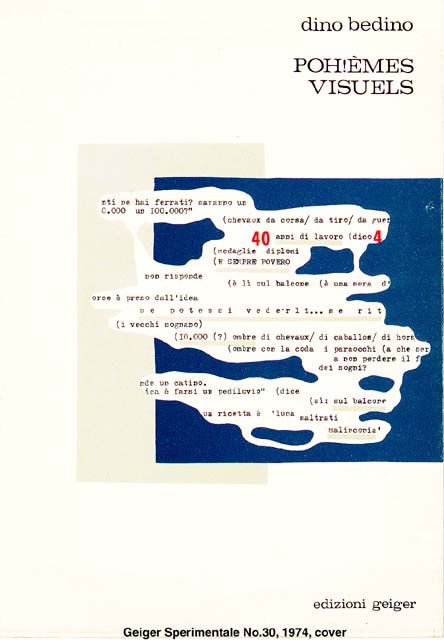 dino bedino
POH!ÈMES
VISUELS
nti ne hai ferrati? saranno un
0.000 un I00.000?"
(chevaux da corsa/ da tiro/ da guer
40 anni di lavoro (dico 4
(medaglie diplomi
(E SEMPRE POVERO
non risponde
(è lì sul balcone (è una sera d'
orse è preso dall'idea
se potessi vederli...se rit
(i vecchi sognano)
(I0.000 (?) ombre di chevaux/ di caballos/ di hors
(ombre con la coda i paraocchi (a che ser
a non perdere il f
dei sogni?
nde un catino.
ica è farsi un pediluvio" (dice
(sì: sul balcone
ua ricetta è 'luna
maltrati
malinconia'
edizioni geiger
Geiger Sperimentale No.30, 1974, cover